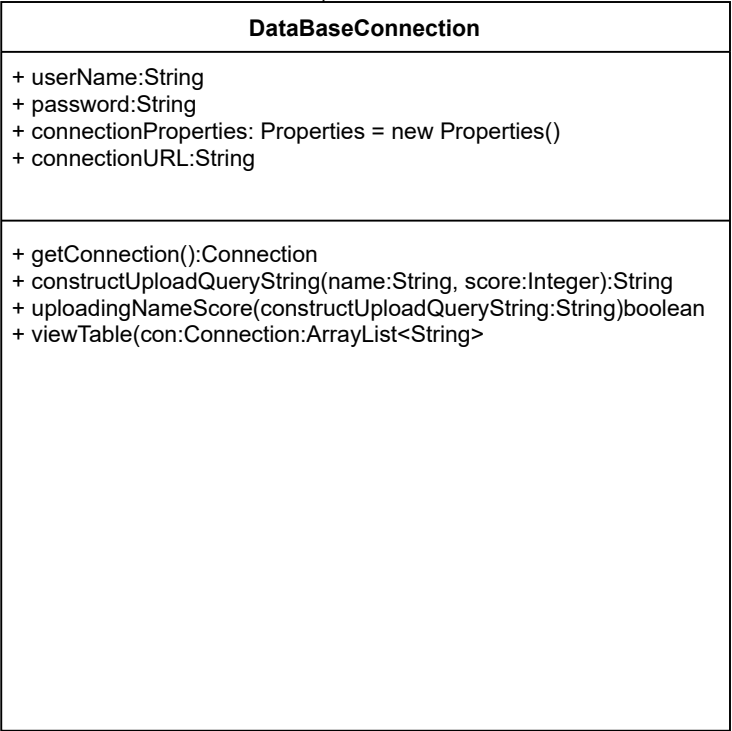 DataBaseConnection
+ userName:String
+ password:String
+ connectionProperties: Properties = new Properties()
+ connectionURL:String
+ getConnection():Connection
+ constructUploadQueryString(name:String, score:Integer):String
+ uploadingNameScore(constructUploadQueryString:String)boolean
+ viewTable(con:Connection:ArrayList<String>